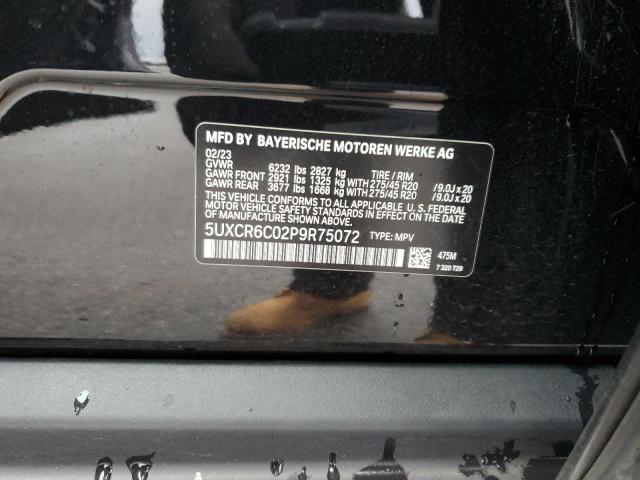 MFD BY BAYERISCHE MOTOREN WERKE AG
02/23
GVWR 6232 lbs 2827 kg TIRE / RIM
GAWR FRONT 2921 lbs 1325 kg WITH 275/45 R20 /9.0J x 20
GAWR REAR 3677 lbs 1668 kg WITH 275/45 R20 /9.0J x 20
THIS VEHICLE CONFORMS TO ALL APPLICABLE U.S. FEDERAL
MOTOR VEHICLE SAFETY STANDARDS IN EFFECT ON THE
DATE OF MANUFACTURE SHOWN ABOVE.
5UXCR6C02P9R75072 TYPE: MPV
475M
7 320 729